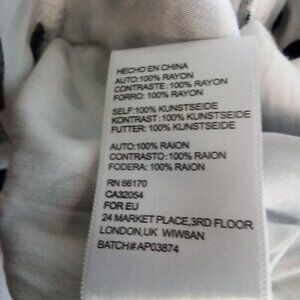 HECHO EN CHINA
AUTO:100% RAYON
CONTRASTE:100% RAYON
FORRO: 100% RAYON
SELF:100% KUNSTSEIDE
KONTRAST:100% KUNSTSEIDE
FUTTER: 100% KUNSTSEIDE
AUTO:100% RAION
CONTRASTO:100% RAION
FODERA: 100% RAION
RN 66170
CA32054
FOR EU
24 MARKET PLACE,3RD FLOOR
LONDON,UK WIW8AN
BATCH#AP03874